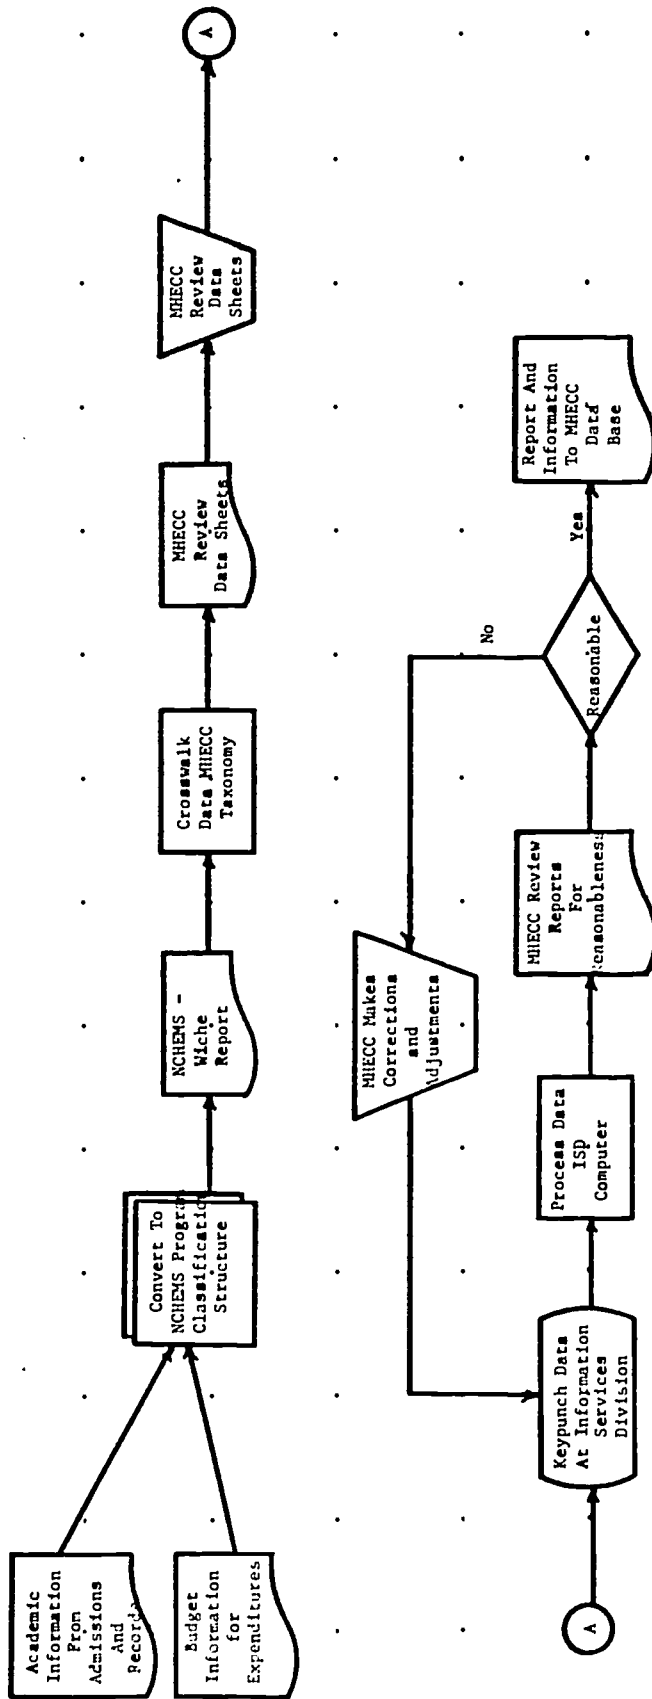 Academic
Information
From
Admissions
And
Records
Budget
Information
for
Expenditures
Convert To
NCHEMS Program
Classification
Structure
NCHEMS -
Wiche
Report
Crosswalk
Data MHECC
Taxonomy
MHECC
Review
Data Sheets
MHECC
Review
Data
Sheets
A
A
Keypunch Data
At Information
Services
Division
Process Data
ISD
Computer
MHECC Review
Reports
For
Reasonableness
Reasonable
Yes
No
Report And
Information
To MHECC
Data
Base
MHECC Makes
Corrections
and
Adjustments